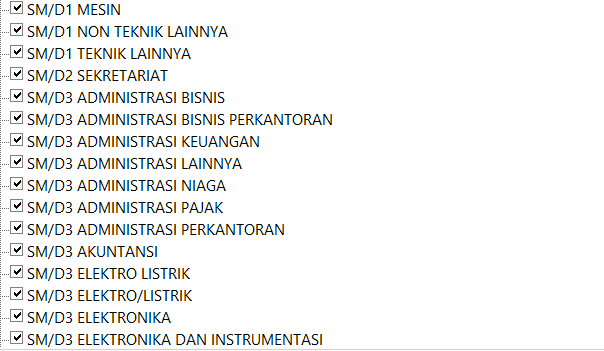 SM/D1 MESIN
SM/D1 NON TEKNIK LAINNYA
SM/D1 TEKNIK LAINNYA
SM/D2 SEKRETARIAT
SM/D3 ADMINISTRASI BISNIS
SM/D3 ADMINISTRASI BISNIS PERKANTORAN
SM/D3 ADMINISTRASI KEUANGAN
SM/D3 ADMINISTRASI LAINNYA
SM/D3 ADMINISTRASI NIAGA
SM/D3 ADMINISTRASI PAJAK
SM/D3 ADMINISTRASI PERKANTORAN
SM/D3 AKUNTANSI
SM/D3 ELEKTRO LISTRIK
SM/D3 ELEKTRO/LISTRIK
SM/D3 ELEKTRONIKA
SM/D3 ELEKTRONIKA DAN INSTRUMENTASI